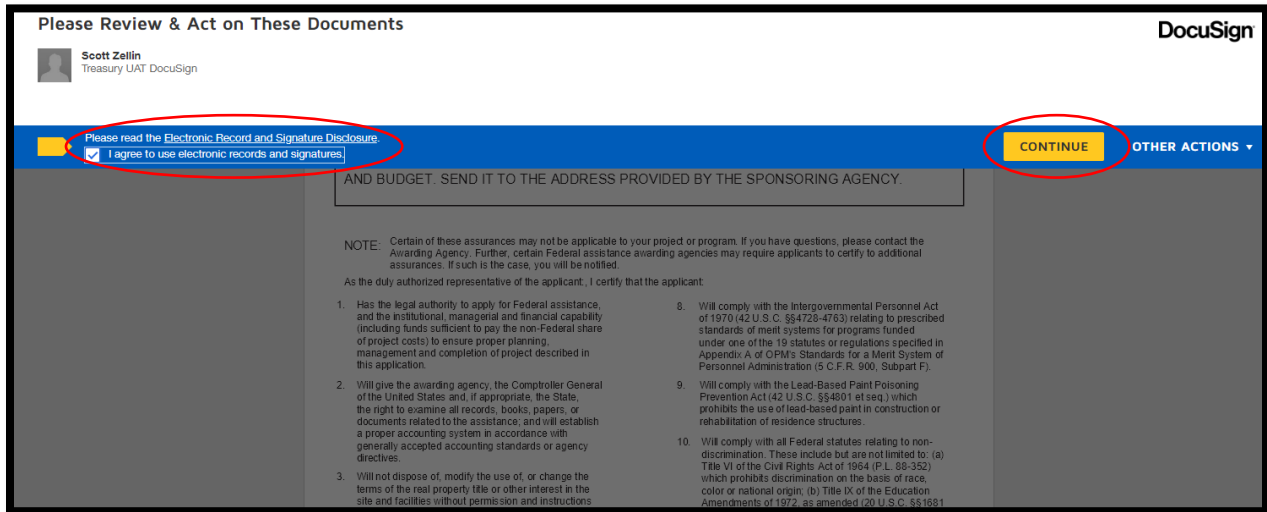 Please Review & Act on These Documents
DocuSign
Scott Zellin
Treasury UAT DocuSign
Please read the Electronic Record and Signature Disclosure.
I agree to use electronic records and signatures.
CONTINUE
OTHER ACTIONS
AND BUDGET. SEND IT TO THE ADDRESS PROVIDED BY THE SPONSORING AGENCY.
NOTE: Certain of these assurances may not be applicable to your project or program. If you have questions, please contact the
Awarding Agency. Further, certain Federal assistance awarding agencies may require applicants to certify to additional
assurances. If such is the case, you will be notified.
As the duly authorized representative of the applicant:, I certify that the applicant:
1. Has the legal authority to apply for Federal assistance,
and the institutional, managerial and financial capability
(including funds sufficient to pay the non-Federal share
of project costs) to ensure proper planning,
management and completion of project described in
this application.
2. Will give the awarding agency, the Comptroller General
of the United States and, if appropriate, the State,
the right to examine all records, books, papers, or
documents related to the assistance; and will establish
a proper accounting system in accordance with
generally accepted accounting standards or agency
directives.
3. Will not dispose of, modify the use of, or change the
terms of the real property title or other interest in the
site and facilities without permission and instructions
8. Will comply with the Intergovernmental Personnel Act
of 1970 (42 U.S.C. §§4728-4763) relating to prescribed
standards of merit systems for programs funded
under one of the 19 statutes or regulations specified in
Appendix A of OPM's Standards for a Merit System of
Personnel Administration (5 C.F.R. 900, Subpart F).
9. Will comply with the Lead-Based Paint Poisoning
Prevention Act (42 U.S.C. §§4801 et seq.) which
prohibits the use of lead-based paint in construction or
rehabilitation of residence structures.
10. Will comply with all Federal statutes relating to non-
discrimination. These include but are not limited to: (a)
Title VI of the Civil Rights Act of 1964 (P.L. 88-352)
which prohibits discrimination on the basis of race,
color or national origin; (b) Title IX of the Education
Amendments of 1972, as amended (20 U.S.C. §§1681